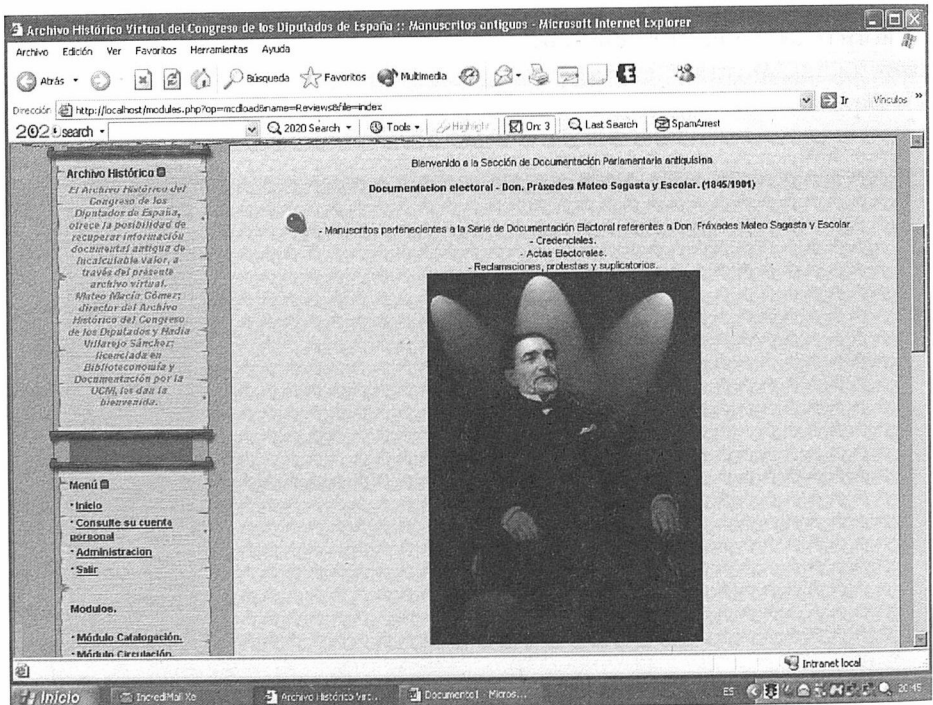 Archivo Histórico Virtual del Congreso de los Diputados de España :: Manuscritos antiguos - Microsoft Internet Explorer
Archivo Edición Ver Favoritos Herramientas Ayuda
Atrás Búsqueda Favoritos Multimedia
Dirección http://localhost/modules.php?op=modload&name=Reviews&file=index Ir Vínculos »
2020search 2020 Search Tools Highlight On: 3 Last Search SpamArrest
Archivo Histórico
El Archivo Histórico del
Congreso de los
Diputados de España,
ofrece la posibilidad de
recuperar información
documental antigua de
incalculable valor, a
través del presente
archivo virtual.
Mateo Maciá Gómez;
director del Archivo
Histórico del Congreso
de los Diputados y Nadia
Villarejo Sánchez;
licenciada en
Biblioteconomía y
Documentación por la
UCM, les dan la
bienvenida.
Menú
· Inicio
· Consulte su cuenta
personal
· Administracion
· Salir
Modulos.
· Módulo Catalogación.
· Módulo Circulación.
Bienvenido a la Sección de Documentación Parlamentaria antiquísina
Documentacion electoral - Don. Práxedes Mateo Sagasta y Escolar. (1845/1901)
- Manuscritos pertenecientes a la Serie de Documentación Electoral referentes a Don. Práxedes Mateo Sagasta y Escolar.
- Credenciales.
- Actas Electorales.
- Reclamaciones, protestas y suplicatorios.
Intranet local
Inicio IncrediMail Xe Archivo Histórico Virt... Documento1 - Micros... ES 20:45